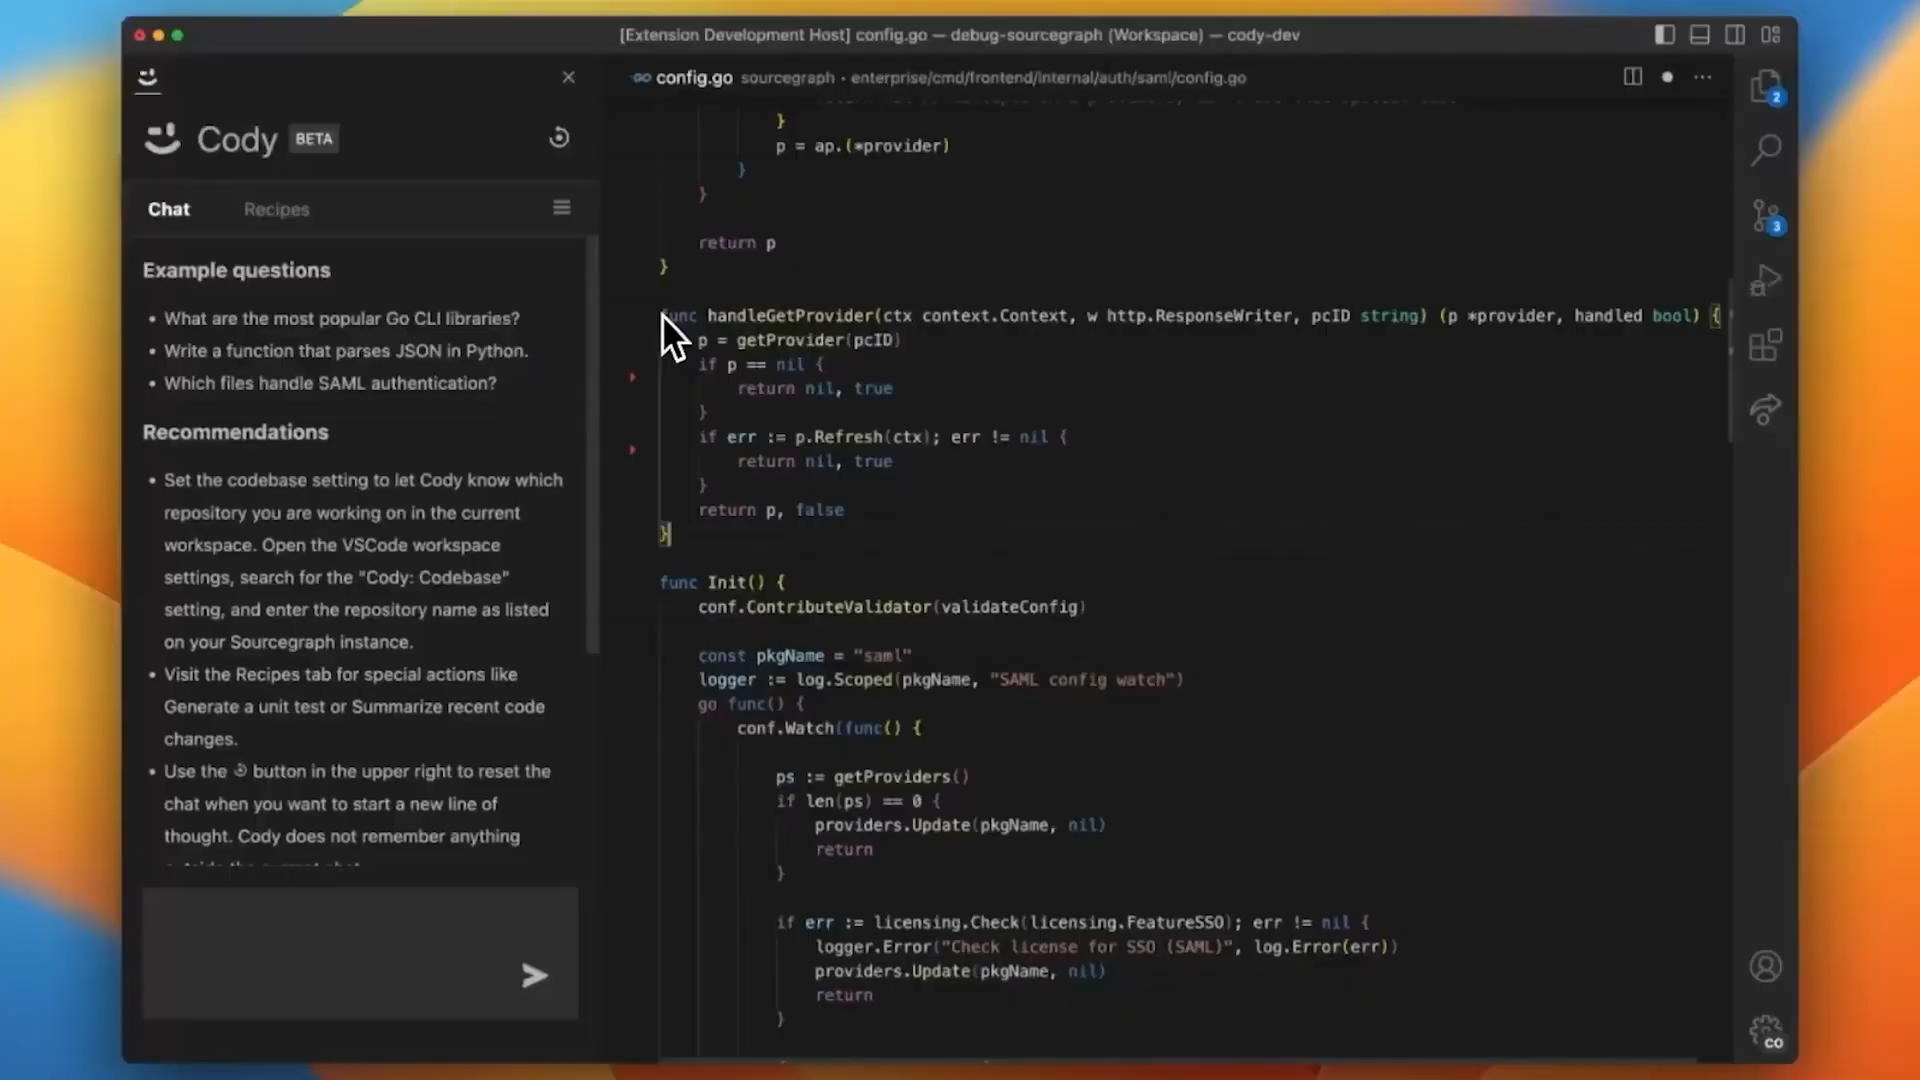 [Extension Development Host] config.go — debug-sourcegraph (Workspace) — cody-dev
Cody BETA
Chat Recipes
Example questions
• What are the most popular Go CLI libraries?
• Write a function that parses JSON in Python.
• Which files handle SAML authentication?
Recommendations
• Set the codebase setting to let Cody know which
repository you are working on in the current
workspace. Open the VSCode workspace
settings, search for the "Cody: Codebase"
setting, and enter the repository name as listed
on your Sourcegraph instance.
• Visit the Recipes tab for special actions like
Generate a unit test or Summarize recent code
changes.
• Use the button in the upper right to reset the
chat when you want to start a new line of
thought. Cody does not remember anything
GO config.go sourcegraph • enterprise/cmd/frontend/internal/auth/saml/config.go
}
p = ap.(*provider)
}
}
return p
}
func handleGetProvider(ctx context.Context, w http.ResponseWriter, pcID string) (p *provider, handled bool) {
p = getProvider(pcID)
if p == nil {
return nil, true
}
if err := p.Refresh(ctx); err != nil {
return nil, true
}
return p, false
}
func Init() {
conf.ContributeValidator(validateConfig)
const pkgName = "saml"
logger := log.Scoped(pkgName, "SAML config watch")
go func() {
conf.Watch(func() {
ps := getProviders()
if len(ps) == 0 {
providers.Update(pkgName, nil)
return
}
if err := licensing.Check(licensing.FeatureSSO); err != nil {
logger.Error("Check license for SSO (SAML)", log.Error(err))
providers.Update(pkgName, nil)
return
}
2
3
CO